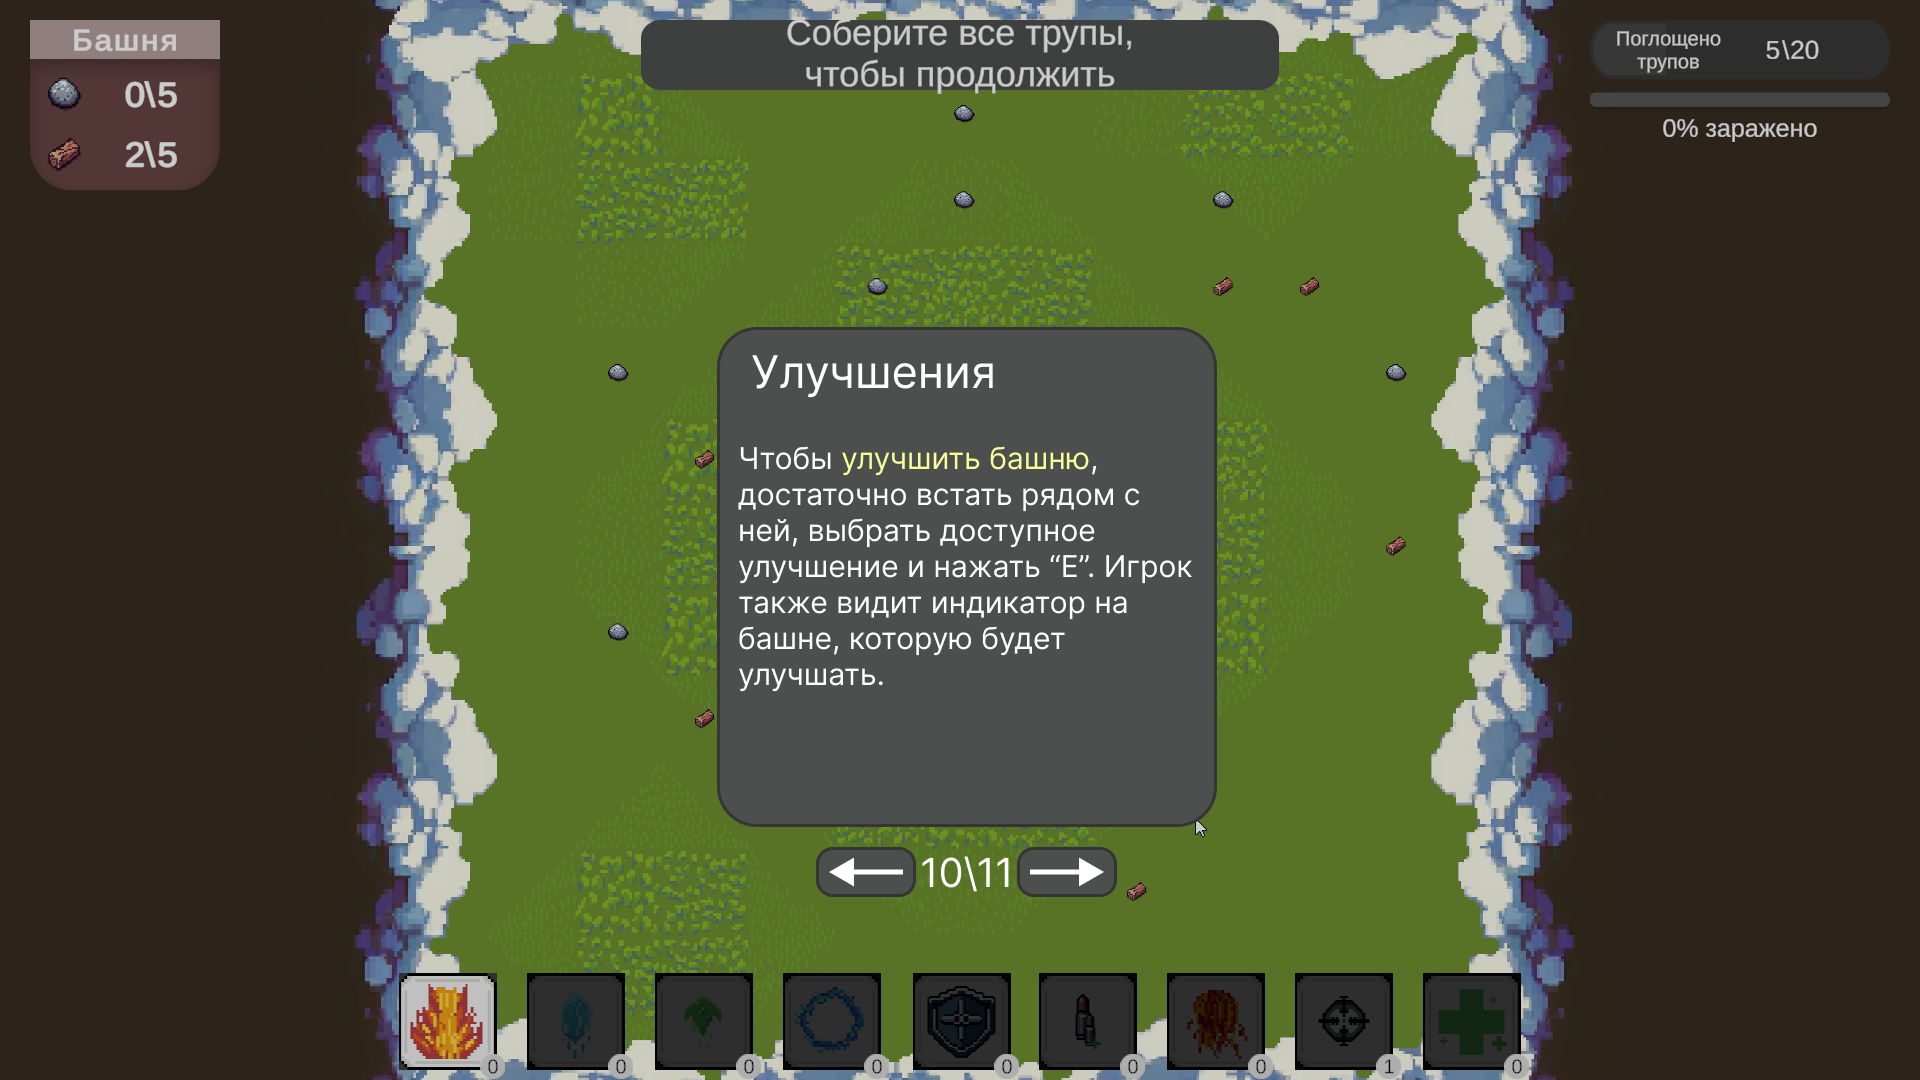 Башня
0\5
2\5
Соберите все трупы,
чтобы продолжить
Поглощено
трупов
5\20
0% заражено
Улучшения
Чтобы улучшить башню,
достаточно встать рядом с
ней, выбрать доступное
улучшение и нажать “E”. Игрок
также видит индикатор на
башне, которую будет
улучшать.
10\11
0
0
0
0
0
0
0
1
0